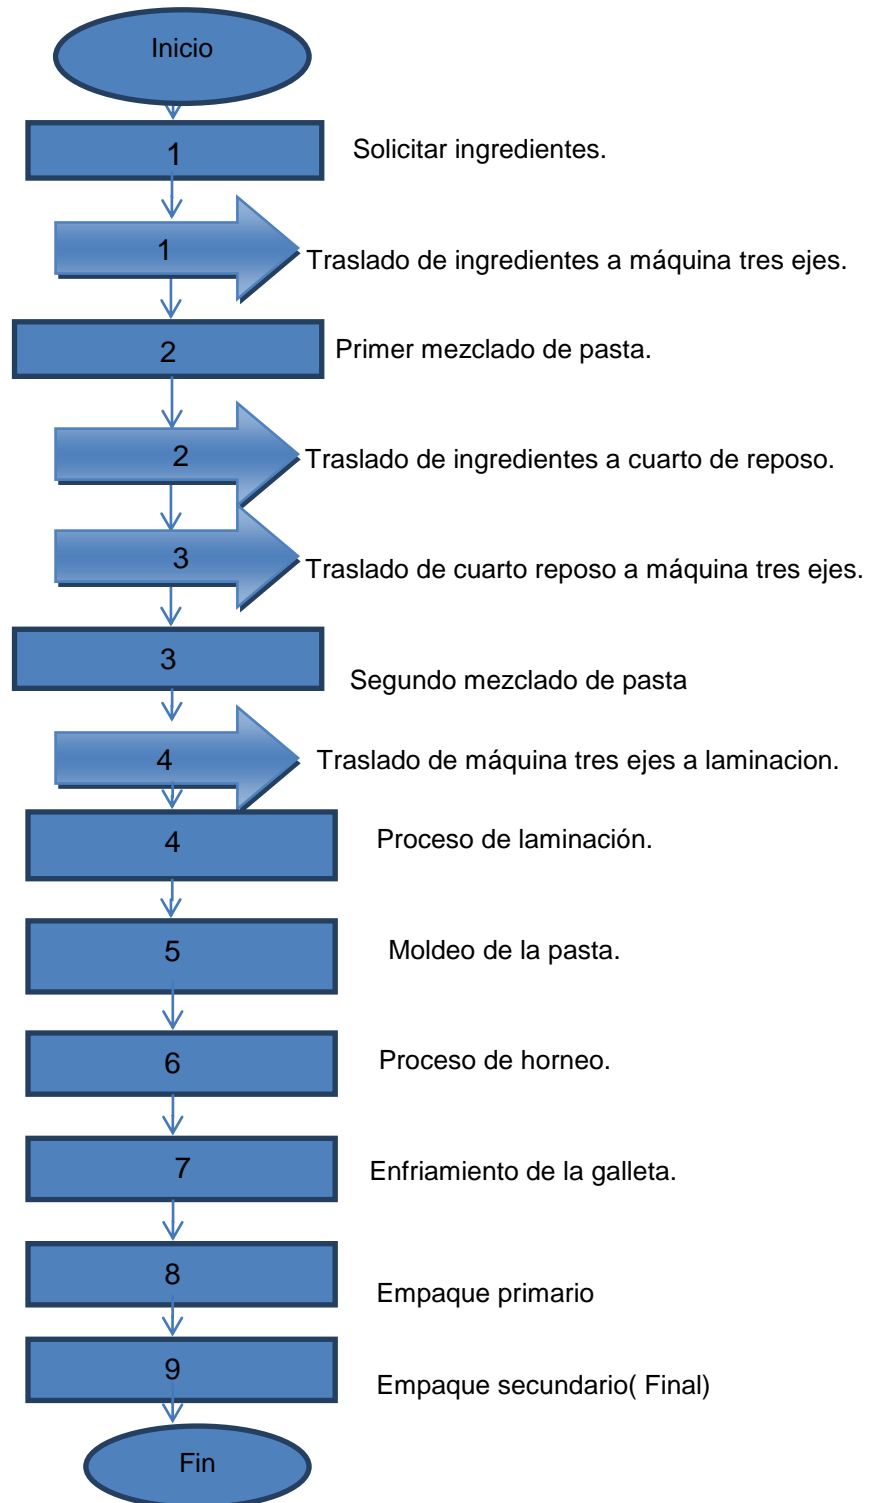 Inicio
1
Solicitar ingredientes.
1
Traslado de ingredientes a máquina tres ejes.
2
Primer mezclado de pasta.
2
Traslado de ingredientes a cuarto de reposo.
3
Traslado de cuarto reposo a máquina tres ejes.
3
Segundo mezclado de pasta
4
Traslado de máquina tres ejes a laminacion.
4
Proceso de laminación.
5
Moldeo de la pasta.
6
Proceso de horneo.
7
Enfriamiento de la galleta.
8
Empaque primario
9
Empaque secundario( Final)
Fin